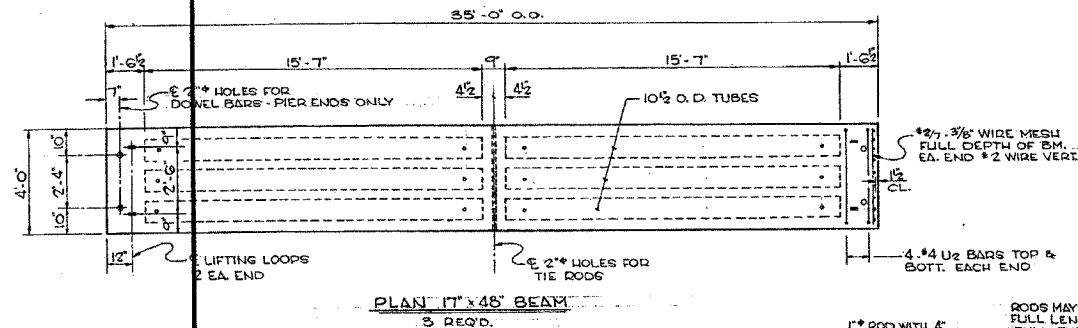 35'-0" O.O.
1'-6½" 15'-7" 9" 15'-7" 1'-6½"
7" ℄ 2"⌀ HOLES FOR
DOWEL BARS - PIER ENDS ONLY
4½ 4½
10½ O.D. TUBES
#2/7 - 3/8" WIRE MESH
FULL DEPTH OF BM.
EA. END #2 WIRE VERT.
1½
CL.
4'-0"
10" 2'-4" 10"
9" 2'-6" 9"
12"
℄ LIFTING LOOPS
2 EA. END
℄ 2"⌀ HOLES FOR
TIE RODS
4 - #4 U2 BARS TOP &
BOTT. EACH END
PLAN 17" x 48" BEAM
3 REQ'D.
1"⌀ ROD WITH 4"
RODS MAY
FULL LEN